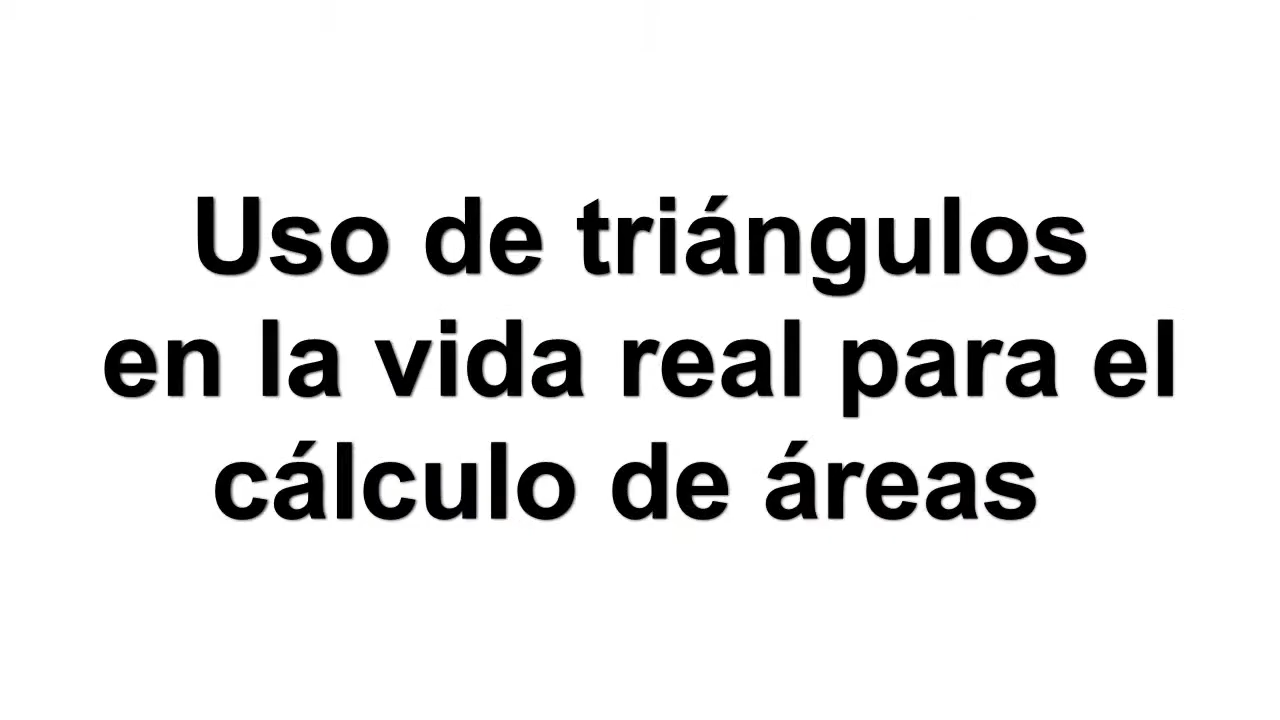 Uso de triángulos
en la vida real para el
cálculo de áreas